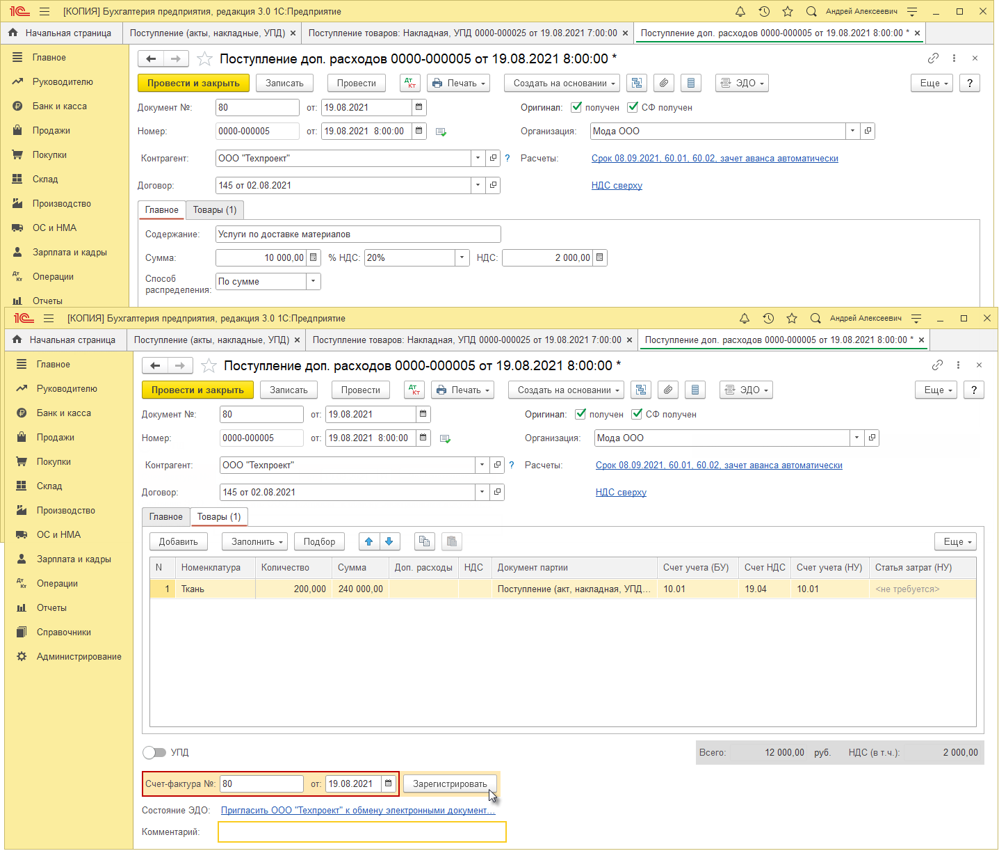 1С [КОПИЯ] Бухгалтерия предприятия, редакция 3.0 1С:Предприятие Андрей Алексеевич
Начальная страница Поступление (акты, накладные, УПД) × Поступление товаров: Накладная, УПД 0000-000025 от 19.08.2021 7:00:00 × Поступление доп. расходов 0000-000005 от 19.08.2021 8:00:00 * ×
Главное
Руководителю
Банк и касса
Продажи
Покупки
Склад
Производство
ОС и НМА
Зарплата и кадры
Операции
Отчеты
Поступление доп. расходов 0000-000005 от 19.08.2021 8:00:00 *
Провести и закрыть Записать Провести Дт Кт Печать Создать на основании ЭДО Еще ?
Документ №: 80 от: 19.08.2021 Оригинал: получен СФ получен
Номер: 0000-000005 от: 19.08.2021 8:00:00 Организация: Мода ООО
Контрагент: ООО "Техпроект" ? Расчеты: Срок 08.09.2021, 60.01, 60.02, зачет аванса автоматически
Договор: 145 от 02.08.2021 НДС сверху
Главное Товары (1)
Содержание: Услуги по доставке материалов
Сумма: 10 000,00 % НДС: 20% НДС: 2 000,00
Способ
распределения: По сумме
1С [КОПИЯ] Бухгалтерия предприятия, редакция 3.0 1С:Предприятие Андрей Алексеевич
Начальная страница Поступление (акты, накладные, УПД) × Поступление товаров: Накладная, УПД 0000-000025 от 19.08.2021 7:00:00 × Поступление доп. расходов 0000-000005 от 19.08.2021 8:00:00 * ×
Главное
Руководителю
Банк и касса
Продажи
Покупки
Склад
Производство
ОС и НМА
Зарплата и кадры
Операции
Отчеты
Справочники
Администрирование
Поступление доп. расходов 0000-000005 от 19.08.2021 8:00:00 *
Провести и закрыть Записать Провести Дт Кт Печать Создать на основании ЭДО Еще ?
Документ №: 80 от: 19.08.2021 Оригинал: получен СФ получен
Номер: 0000-000005 от: 19.08.2021 8:00:00 Организация: Мода ООО
Контрагент: ООО "Техпроект" ? Расчеты: Срок 08.09.2021, 60.01, 60.02, зачет аванса автоматически
Договор: 145 от 02.08.2021 НДС сверху
Главное Товары (1)
Добавить Заполнить Подбор Еще
N Номенклатура Количество Сумма Доп. расходы НДС Документ партии Счет учета (БУ) Счет НДС Счет учета (НУ) Статья затрат (НУ)
1 Ткань 200,000 240 000,00 Поступление (акт, накладная, УПД... 10.01 19.04 10.01 <не требуется>
УПД Всего: 12 000,00 руб. НДС (в т.ч.): 2 000,00
Счет-фактура №: 80 от: 19.08.2021 Зарегистрировать
Состояние ЭДО: Пригласить ООО "Техпроект" к обмену электронными документ...
Комментарий: